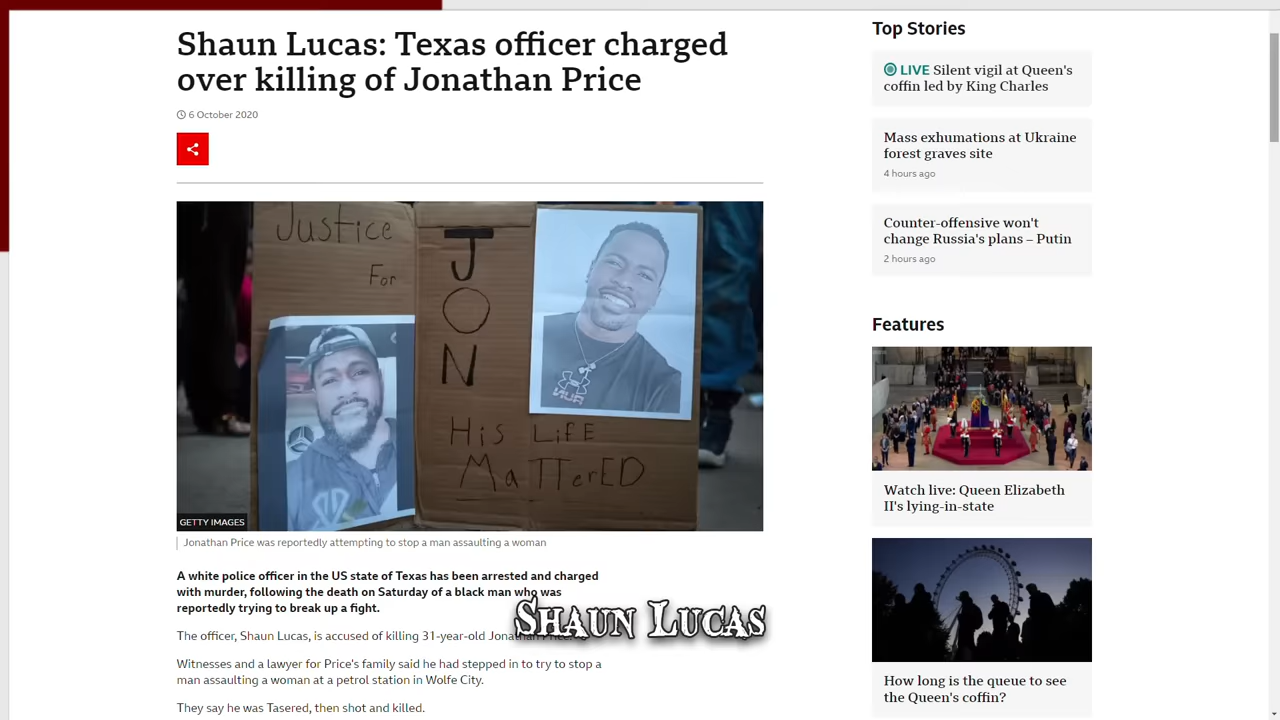 Shaun Lucas: Texas officer charged
over killing of Jonathan Price
6 October 2020
Justice
For
JON
His LiFE
MaTTerED
GETTY IMAGES
Jonathan Price was reportedly attempting to stop a man assaulting a woman
A white police officer in the US state of Texas has been arrested and charged
with murder, following the death on Saturday of a black man who was
reportedly trying to break up a fight.
The officer, Shaun Lucas, is accused of killing 31-year-old Jonathan Price.
SHAUN LUCAS
Witnesses and a lawyer for Price's family said he had stepped in to try to stop a
man assaulting a woman at a petrol station in Wolfe City.
They say he was Tasered, then shot and killed.
Top Stories
LIVE Silent vigil at Queen's
coffin led by King Charles
Mass exhumations at Ukraine
forest graves site
4 hours ago
Counter-offensive won't
change Russia's plans – Putin
2 hours ago
Features
Watch live: Queen Elizabeth
II's lying-in-state
How long is the queue to see
the Queen's coffin?